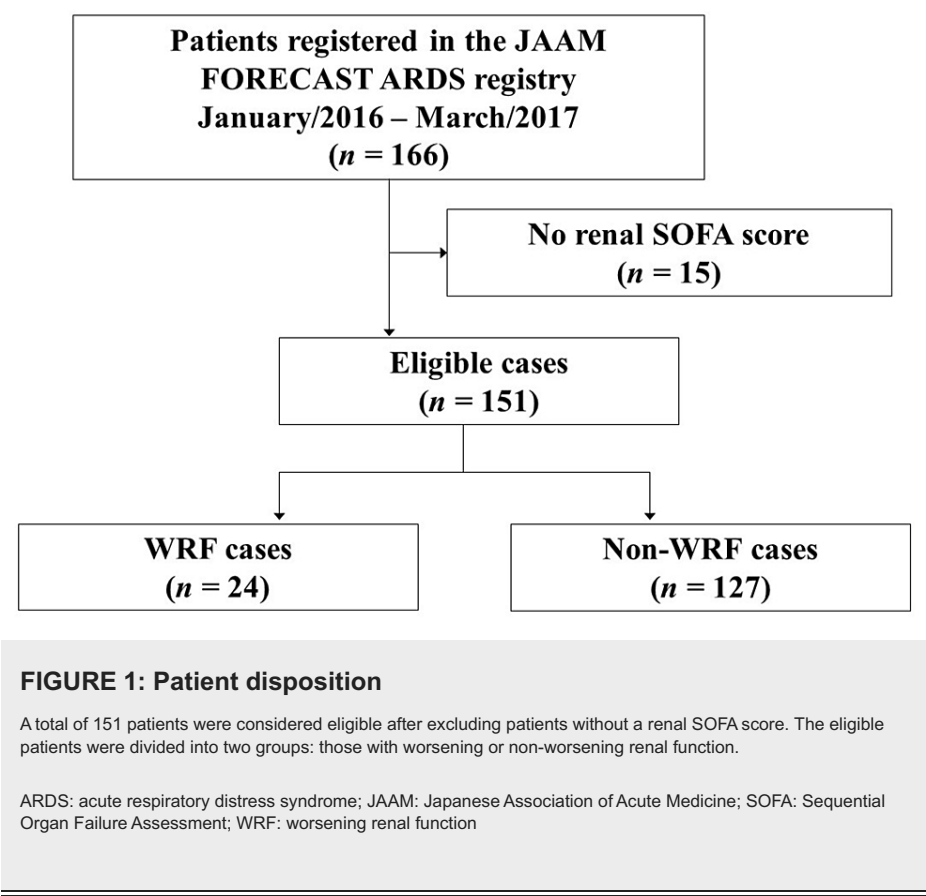 Patients registered in the JAAM
FORECAST ARDS registry
January/2016 – March/2017
(n = 166)
No renal SOFA score
(n = 15)
Eligible cases
(n = 151)
WRF cases
(n = 24)
Non-WRF cases
(n = 127)
FIGURE 1: Patient disposition
A total of 151 patients were considered eligible after excluding patients without a renal SOFA score. The eligible
patients were divided into two groups: those with worsening or non-worsening renal function.
ARDS: acute respiratory distress syndrome; JAAM: Japanese Association of Acute Medicine; SOFA: Sequential
Organ Failure Assessment; WRF: worsening renal function